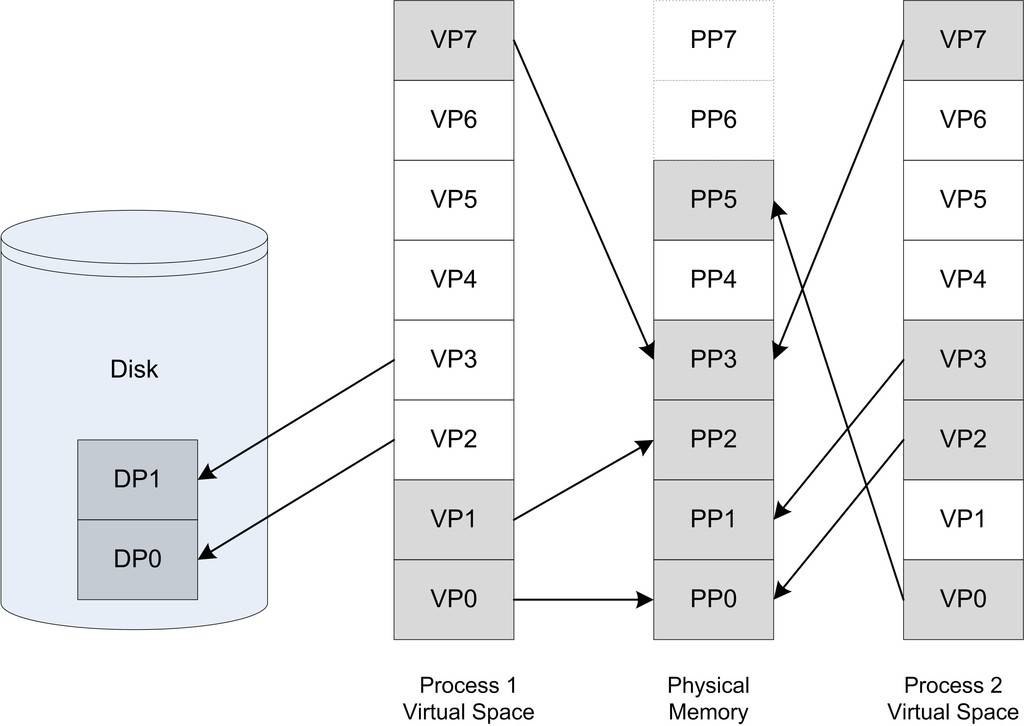 Disk
DP1
DP0
VP7
VP6
VP5
VP4
VP3
VP2
VP1
VP0
Process 1
Virtual Space
PP7
PP6
PP5
PP4
PP3
PP2
PP1
PP0
Physical
Memory
VP7
VP6
VP5
VP4
VP3
VP2
VP1
VP0
Process 2
Virtual Space